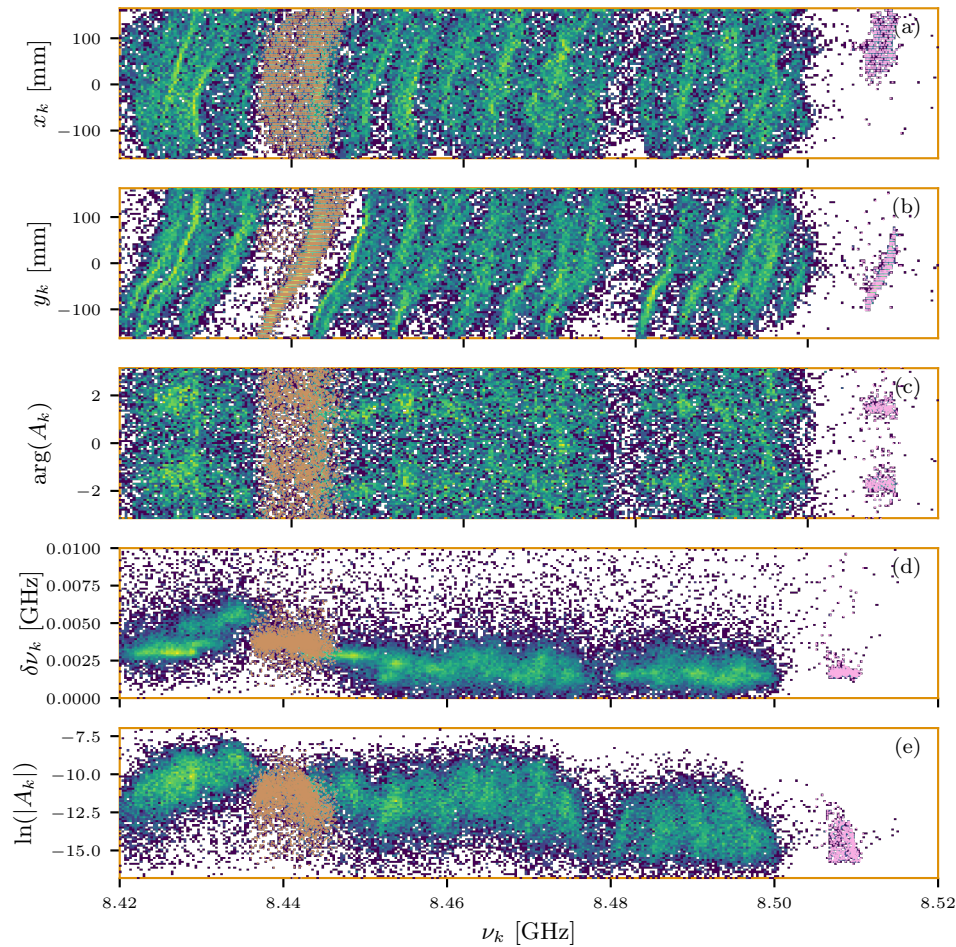 (a)
100
0
−100
x_k [mm]
(b)
100
0
−100
y_k [mm]
(c)
2
0
−2
arg(A_k)
(d)
0.0100
0.0075
0.0050
0.0025
0.0000
δν_k [GHz]
(e)
−7.5
−10.0
−12.5
−15.0
ln(|A_k|)
8.42 8.44 8.46 8.48 8.50 8.52
ν_k [GHz]